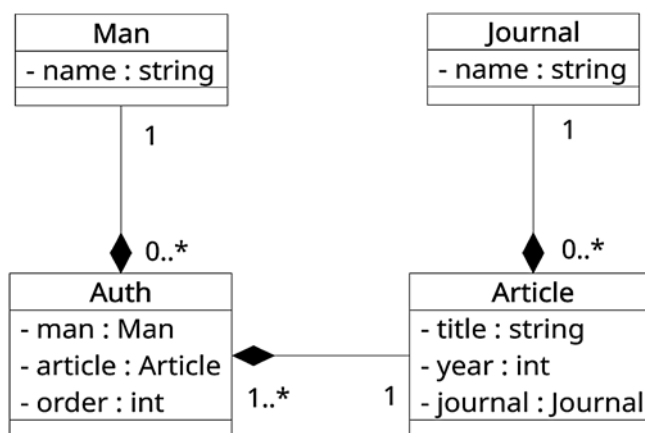 Man
- name : string
1
0..*
Journal
- name : string
1
0..*
Auth
- man : Man
- article : Article
- order : int
1..*
1
Article
- title : string
- year : int
- journal : Journal